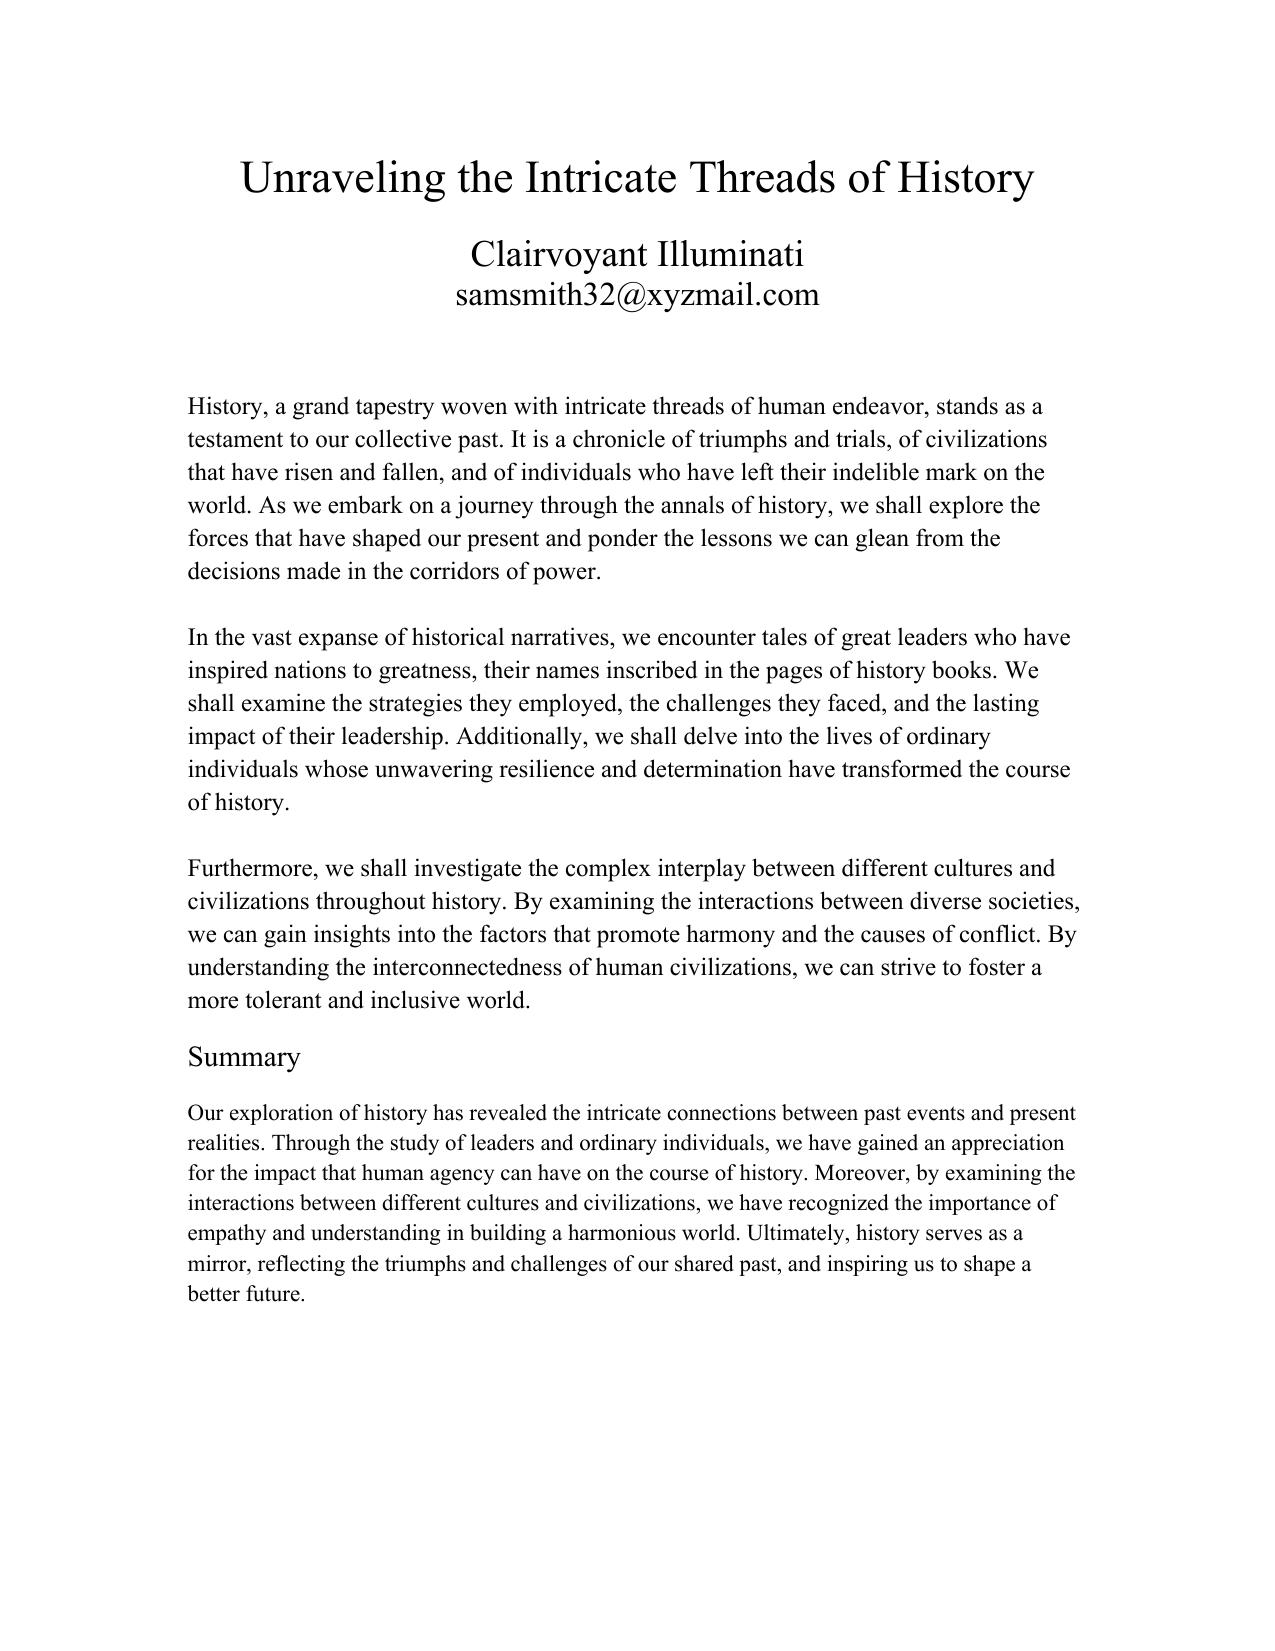 Unraveling the Intricate Threads of History
Clairvoyant Illuminati
samsmith32@xyzmail.com
History, a grand tapestry woven with intricate threads of human endeavor, stands as a
testament to our collective past. It is a chronicle of triumphs and trials, of civilizations
that have risen and fallen, and of individuals who have left their indelible mark on the
world. As we embark on a journey through the annals of history, we shall explore the
forces that have shaped our present and ponder the lessons we can glean from the
decisions made in the corridors of power.
In the vast expanse of historical narratives, we encounter tales of great leaders who have
inspired nations to greatness, their names inscribed in the pages of history books. We
shall examine the strategies they employed, the challenges they faced, and the lasting
impact of their leadership. Additionally, we shall delve into the lives of ordinary
individuals whose unwavering resilience and determination have transformed the course
of history.
Furthermore, we shall investigate the complex interplay between different cultures and
civilizations throughout history. By examining the interactions between diverse societies,
we can gain insights into the factors that promote harmony and the causes of conflict. By
understanding the interconnectedness of human civilizations, we can strive to foster a
more tolerant and inclusive world.
Summary
Our exploration of history has revealed the intricate connections between past events and present
realities. Through the study of leaders and ordinary individuals, we have gained an appreciation
for the impact that human agency can have on the course of history. Moreover, by examining the
interactions between different cultures and civilizations, we have recognized the importance of
empathy and understanding in building a harmonious world. Ultimately, history serves as a
mirror, reflecting the triumphs and challenges of our shared past, and inspiring us to shape a
better future.